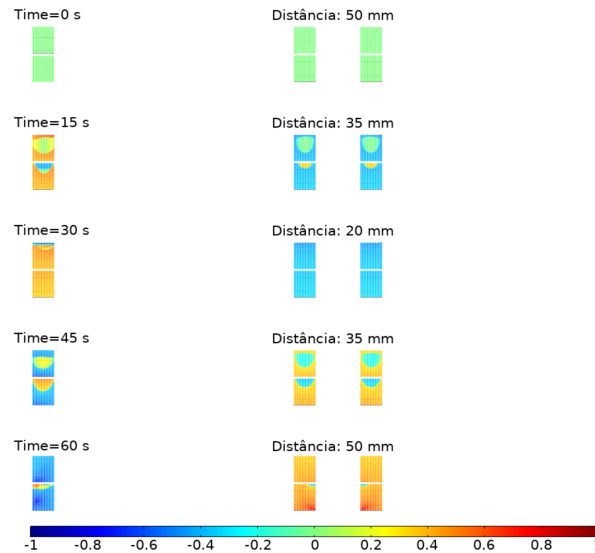 Time=0 s Distância: 50 mm
Time=15 s Distância: 35 mm
Time=30 s Distância: 20 mm
Time=45 s Distância: 35 mm
Time=60 s Distância: 50 mm
-1 -0.8 -0.6 -0.4 -0.2 0 0.2 0.4 0.6 0.8